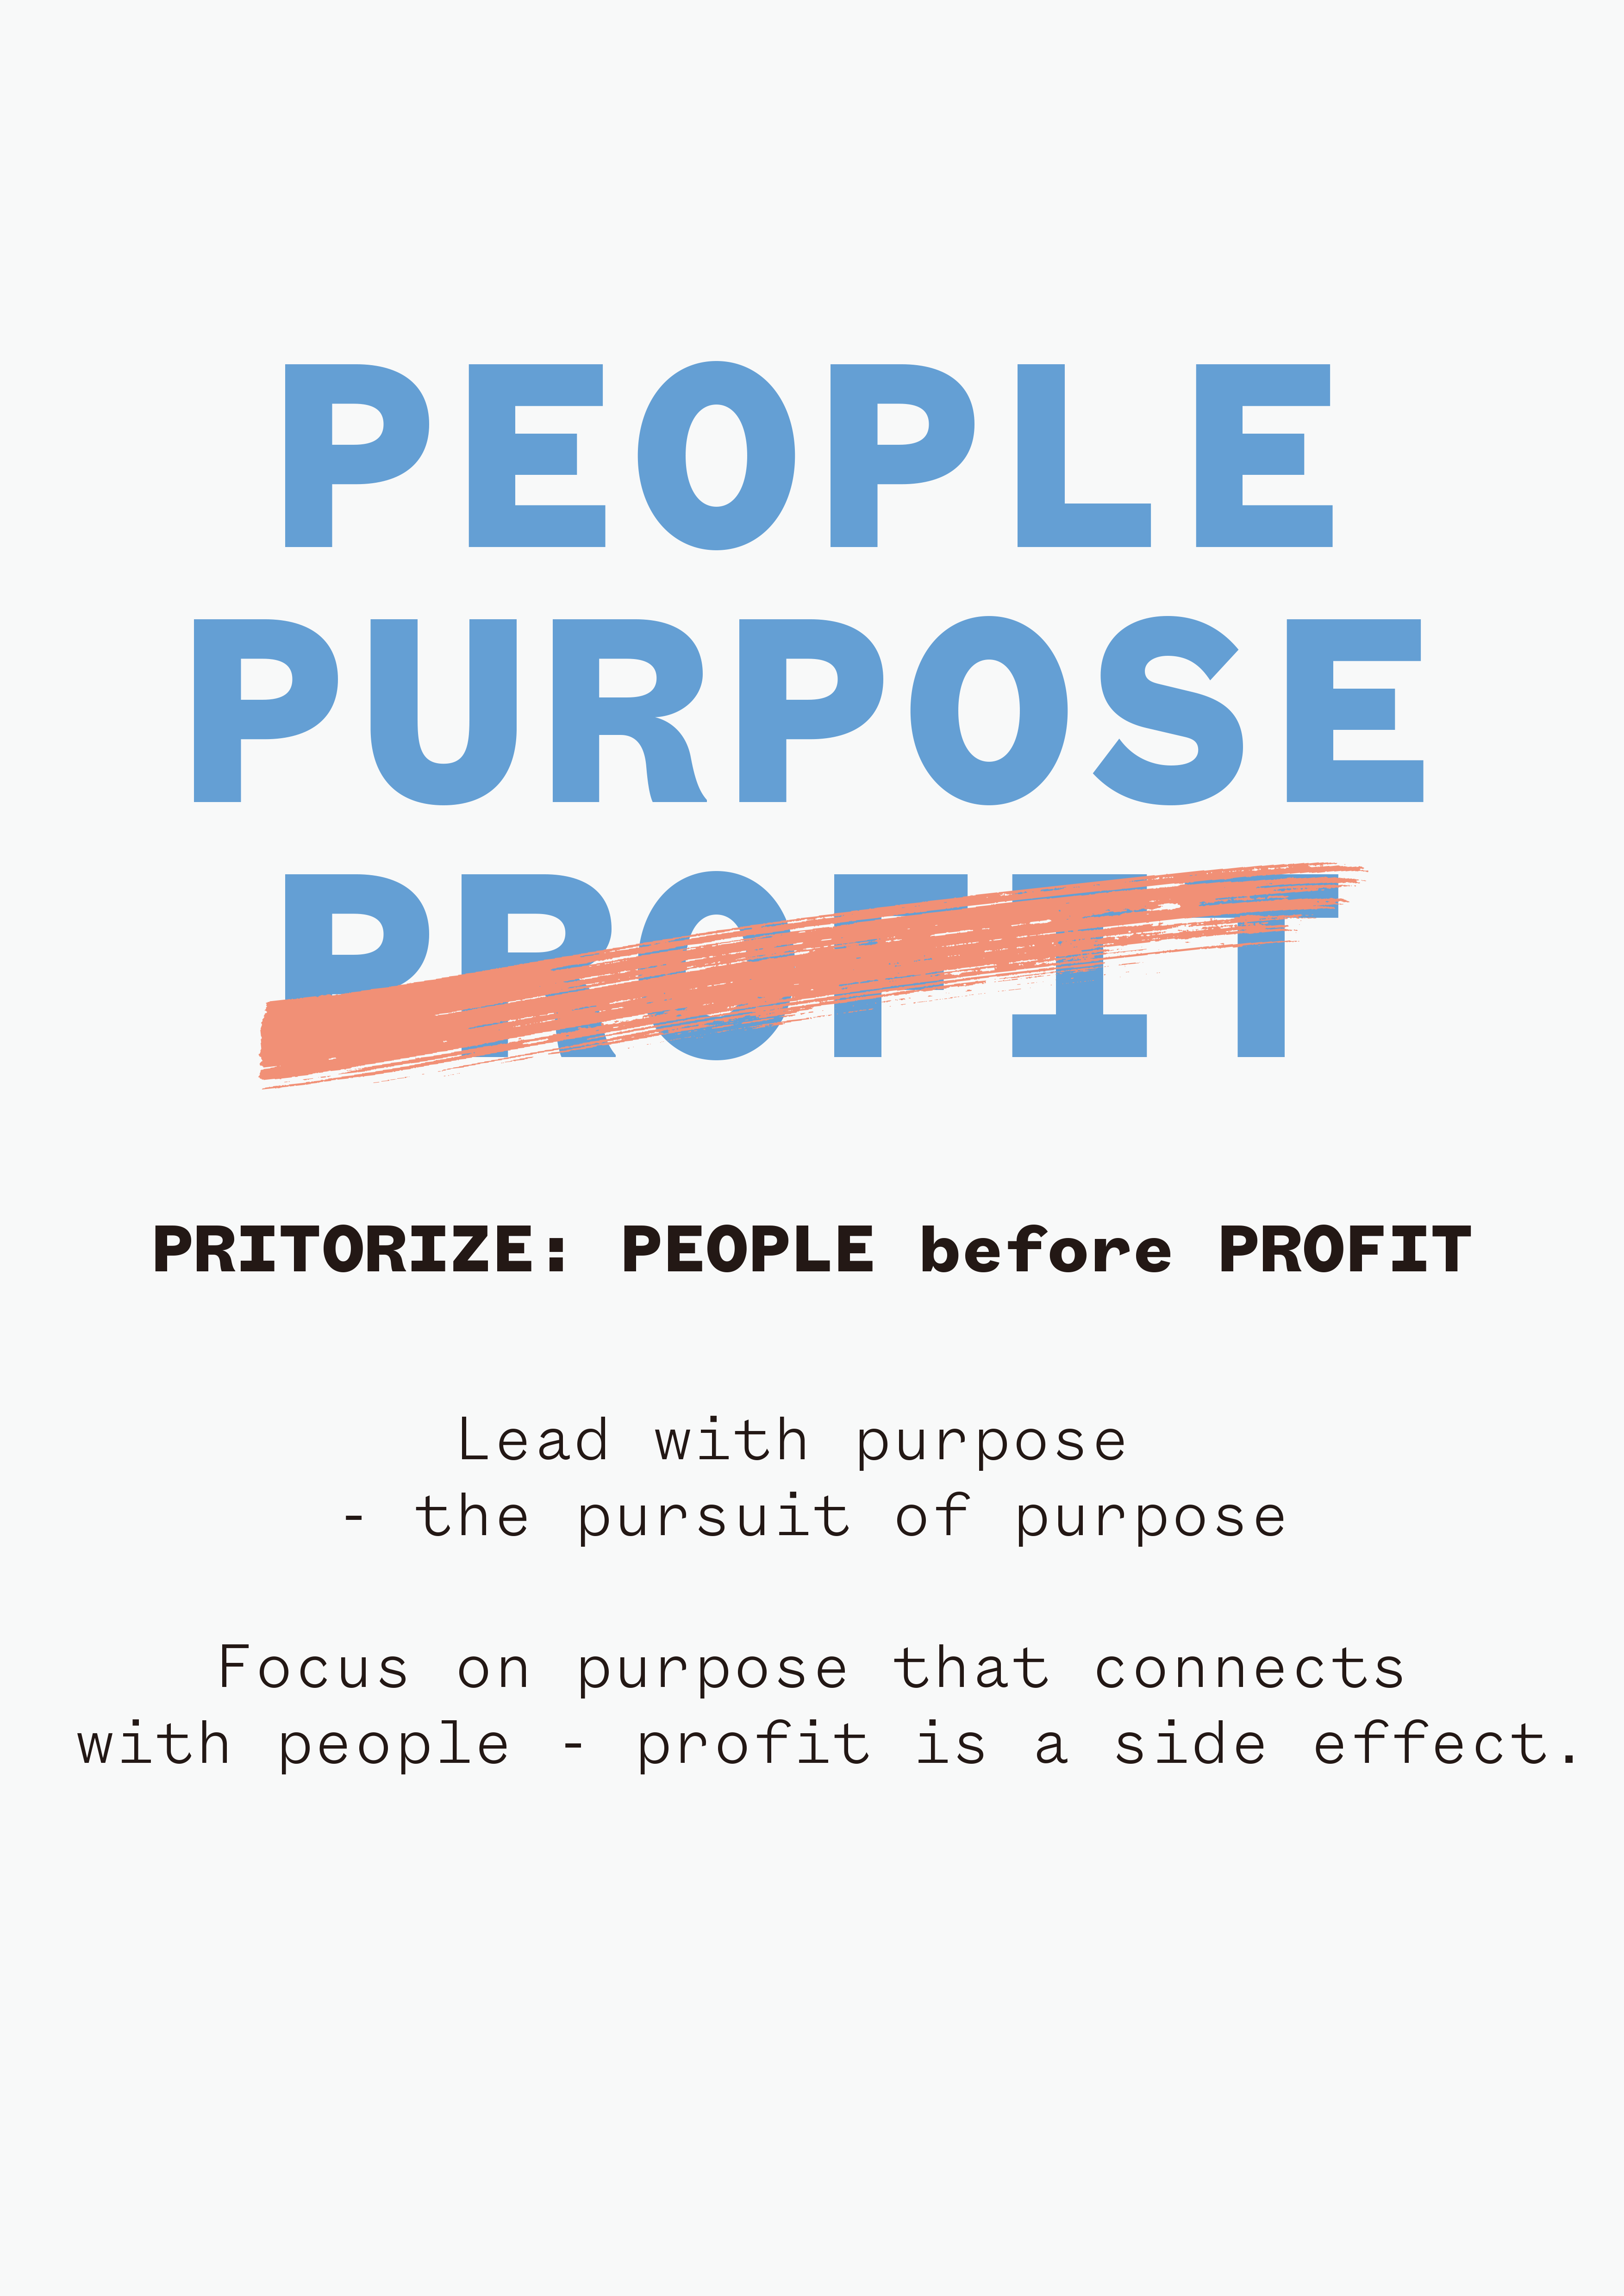 PEOPLE
PURPOSE
PROFIT
PRITORIZE: PEOPLE before PROFIT
Lead with purpose
- the pursuit of purpose
Focus on purpose that connects
with people - profit is a side effect.